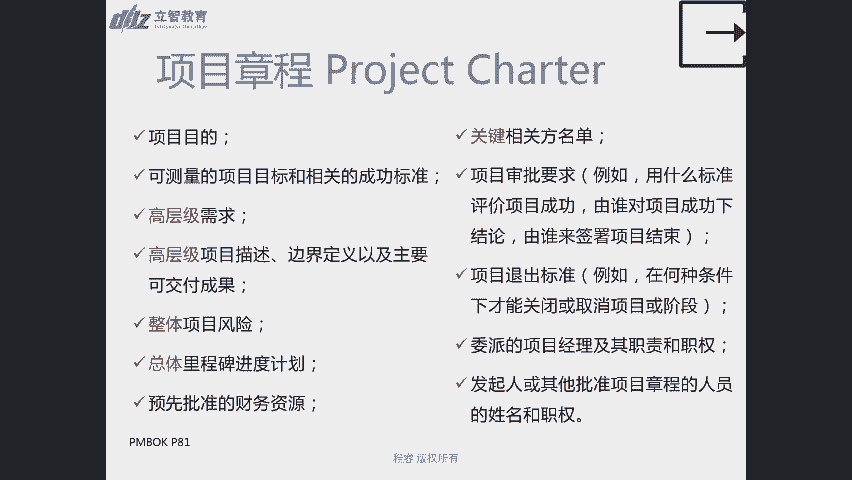 立智教育
项目章程 Project Charter
✓项目目的；
✓可测量的项目目标和相关的成功标准；
✓高层级需求；
✓高层级项目描述、边界定义以及主要
可交付成果；
✓整体项目风险；
✓总体里程碑进度计划；
✓预先批准的财务资源；
✓关键相关方名单；
✓项目审批要求（例如，用什么标准
评价项目成功，由谁对项目成功下
结论，由谁来签署项目结束）；
✓项目退出标准（例如，在何种条件
下才能关闭或取消项目或阶段）；
✓委派的项目经理及其职责和职权；
✓发起人或其他批准项目章程的人员
的姓名和职权。
PMBOK P81
程睿 版权所有